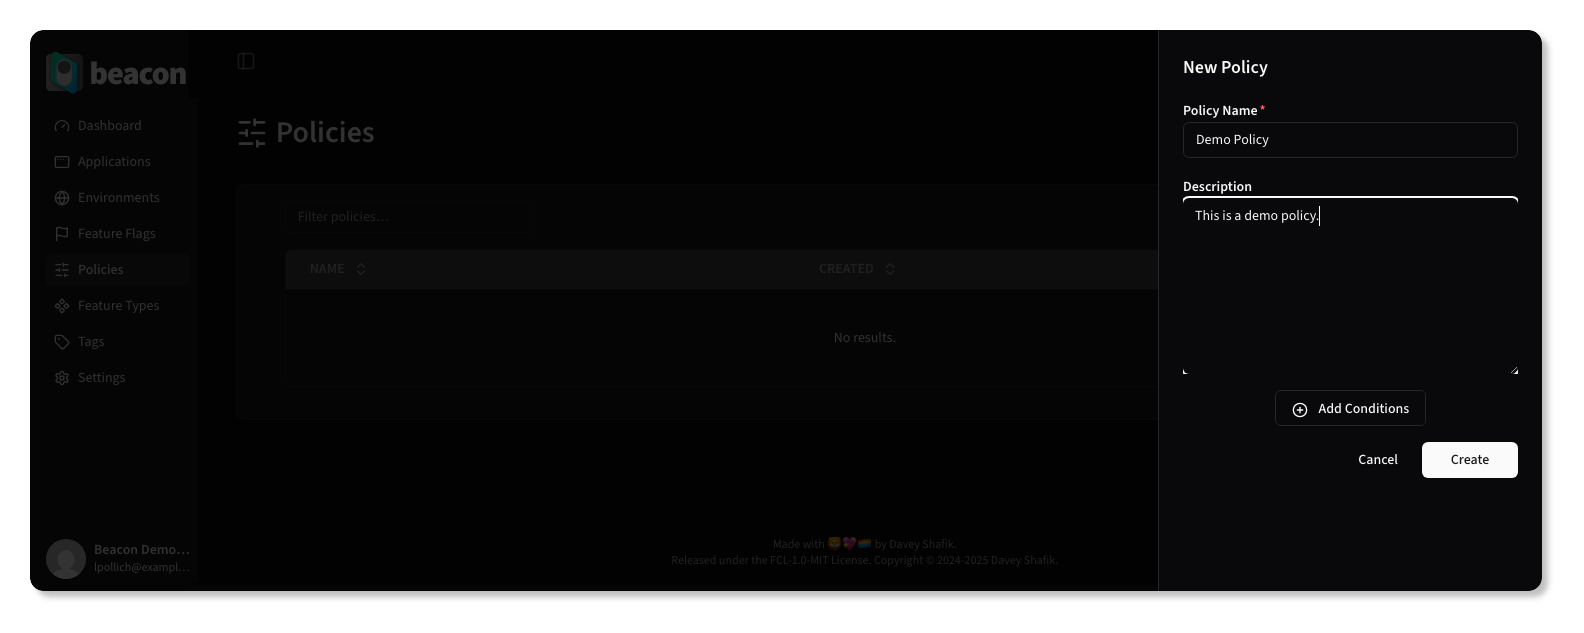 beacon
Dashboard
Applications
Environments
Feature Flags
Policies
Feature Types
Tags
Settings
Beacon Demo...
lpollich@exampl...
Policies
Filter policies...
NAME CREATED
No results.
Made with 🦁💖🏳️‍🌈 by Davey Shafik.
Released under the FCL-1.0-MIT License. Copyright © 2024-2025 Davey Shafik.
New Policy
Policy Name *
Demo Policy
Description
This is a demo policy.
Add Conditions
Cancel Create